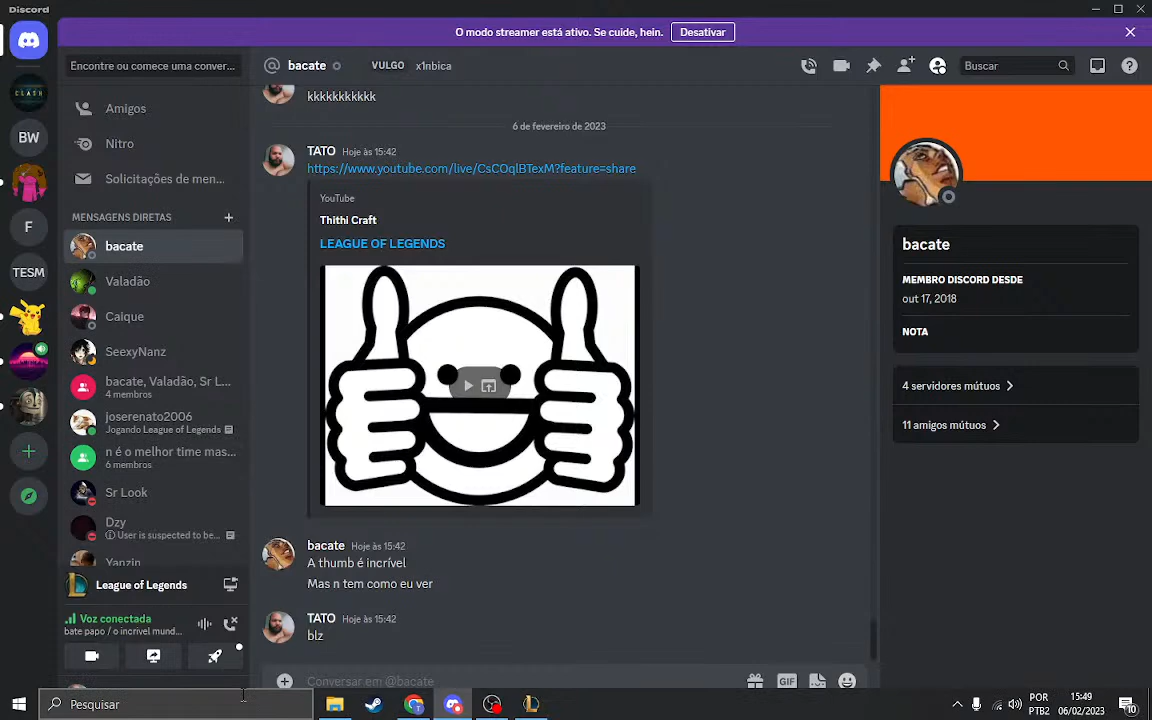 Discord
O modo streamer está ativo. Se cuide, hein.
Desativar
Encontre ou comece uma conver...
bacate
VULGO x1nbica
Buscar
CLASH
BW
F
TESM
Amigos
Nitro
Solicitações de men...
MENSAGENS DIRETAS
bacate
Valadão
Caique
SeexyNanz
bacate, Valadão, Sr L...
4 membros
joserenato2006
Jogando League of Legends
n é o melhor time mas...
6 membros
Sr Look
Dzy
User is suspected to be...
Yanzin
League of Legends
Voz conectada
bate papo / o incrível mund...
kkkkkkkkkkk
6 de fevereiro de 2023
TATO Hoje às 15:42
https://www.youtube.com/live/CsCOqlBTexM?feature=share
YouTube
Thithi Craft
LEAGUE OF LEGENDS
bacate Hoje às 15:42
A thumb é incrível
Mas n tem como eu ver
TATO Hoje às 15:42
blz
Conversar em @bacate
GIF
bacate
MEMBRO DISCORD DESDE
out 17, 2018
NOTA
4 servidores mútuos
11 amigos mútuos
Pesquisar
POR
PTB2
15:49
06/02/2023
10